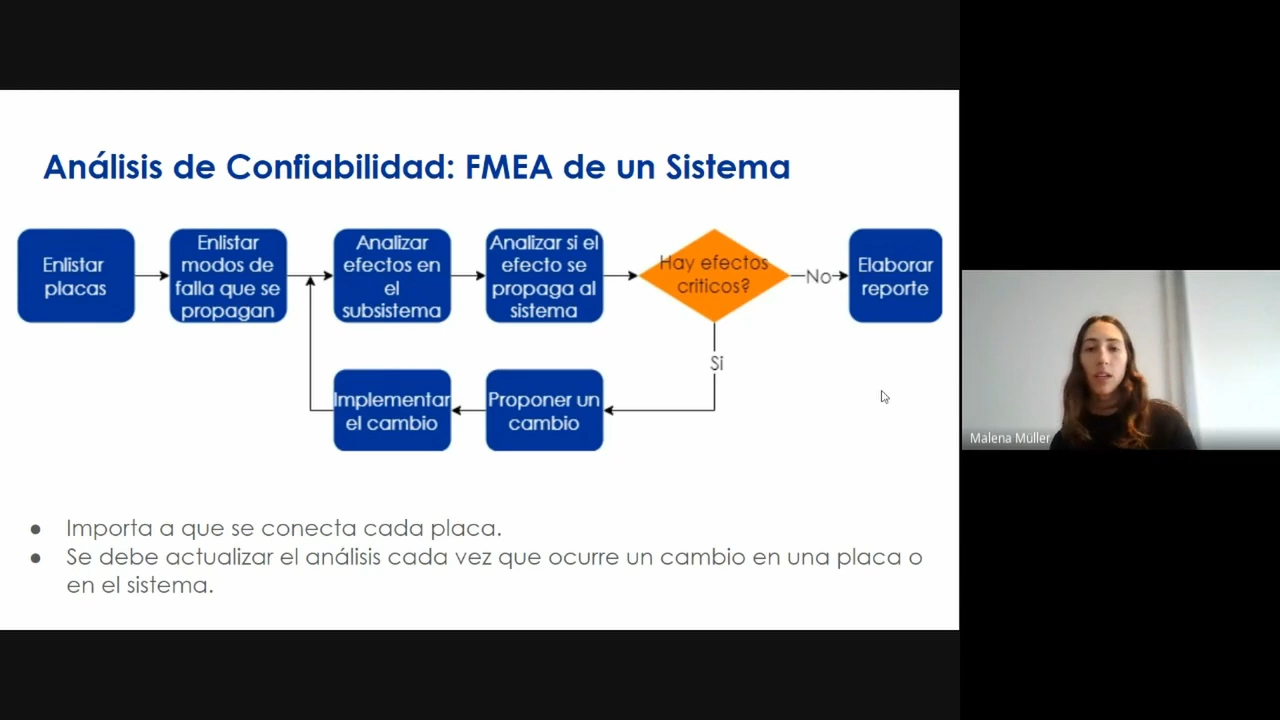 Análisis de Confiabilidad: FMEA de un Sistema
Enlistar
placas
Enlistar
modos de
falla que se
propagan
Analizar
efectos en
el
subsistema
Analizar si el
efecto se
propaga al
sistema
Hay efectos
criticos?
No
Elaborar
reporte
Si
Proponer un
cambio
Implementar
el cambio
● Importa a que se conecta cada placa.
● Se debe actualizar el análisis cada vez que ocurre un cambio en una placa o
en el sistema.
Malena Müller